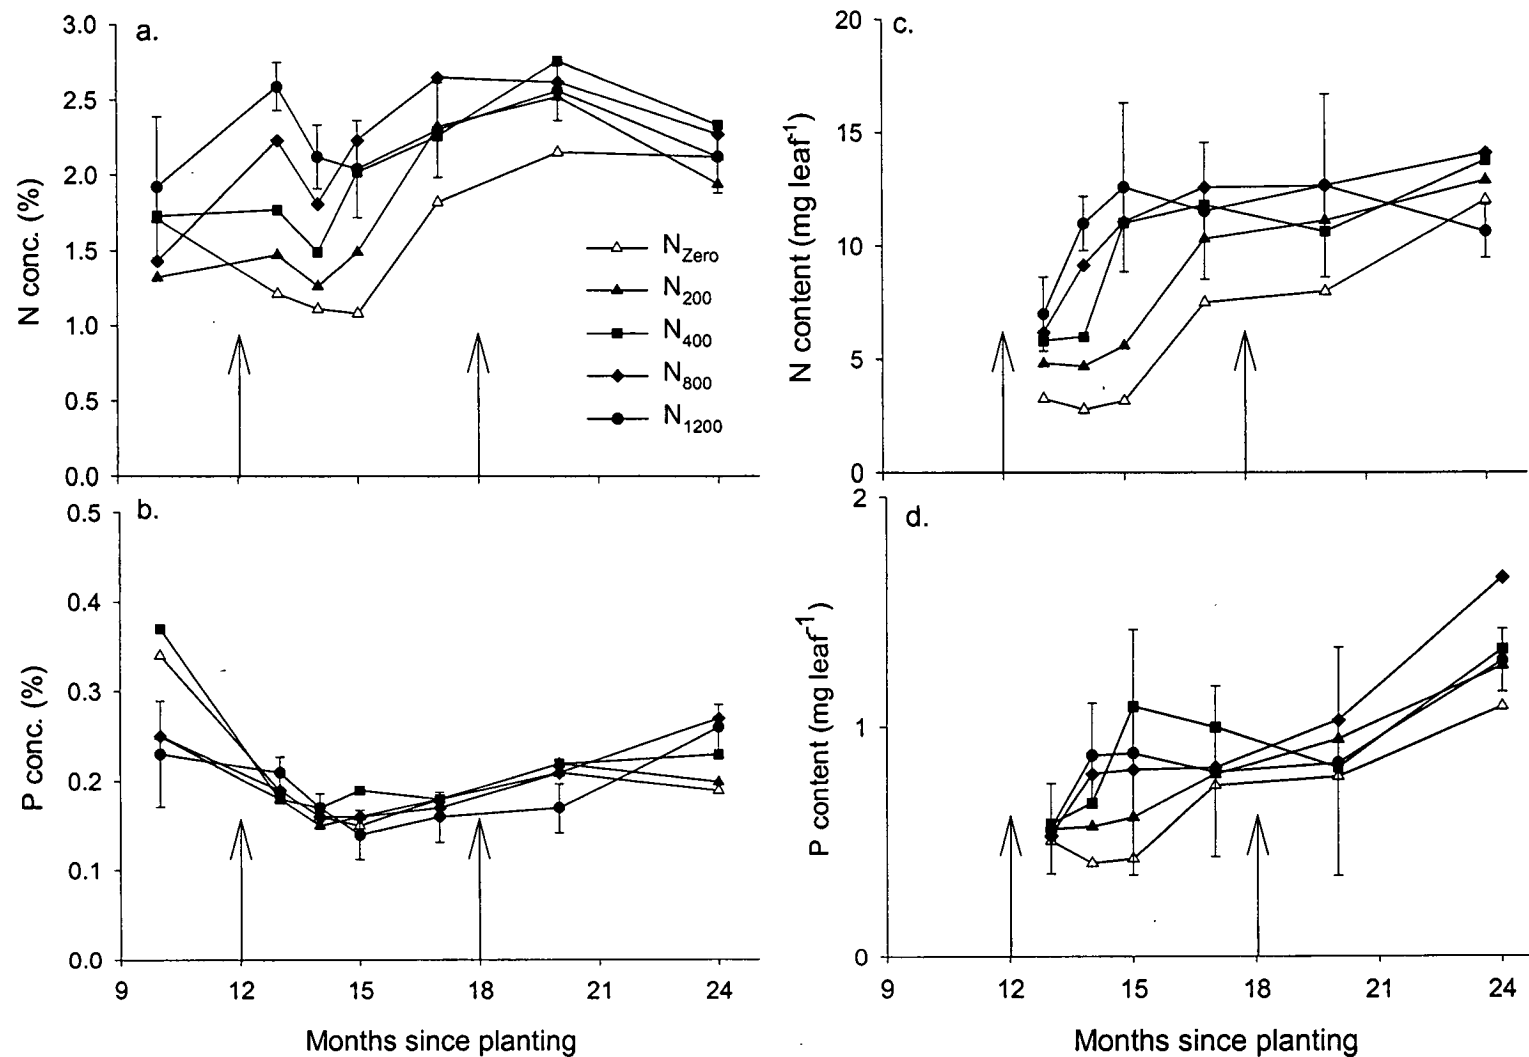 a.
N conc. (%)
3.0
2.5
2.0
1.5
1.0
0.5
0.0
N_Zero
N_200
N_400
N_800
N_1200
c.
N content (mg leaf⁻¹)
20
15
10
5
0
b.
P conc. (%)
0.5
0.4
0.3
0.2
0.1
0.0
9 12 15 18 21 24
Months since planting
d.
P content (mg leaf⁻¹)
2
1
0
9 12 15 18 21 24
Months since planting